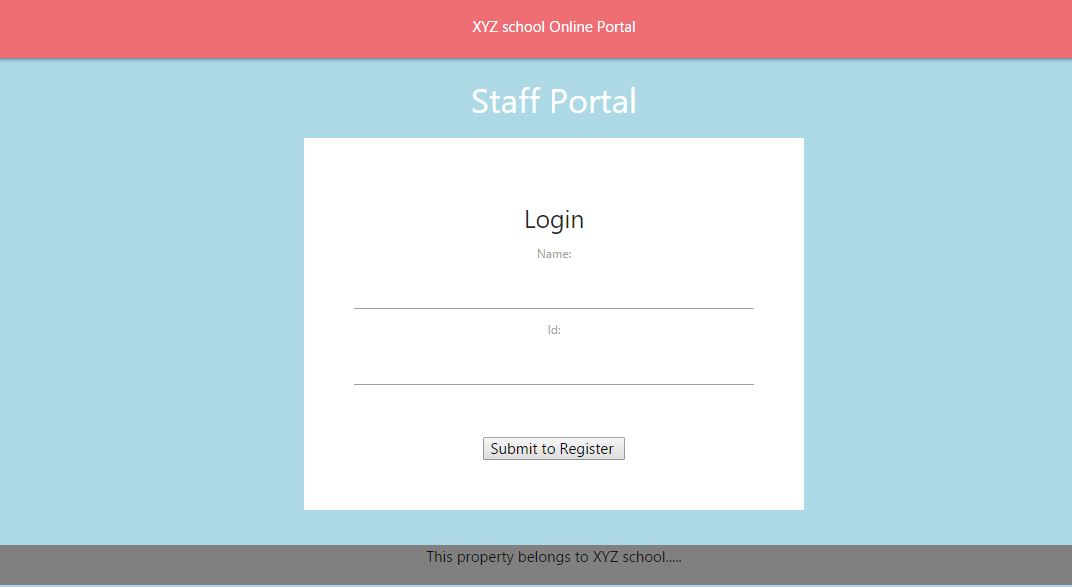 XYZ school Online Portal
Staff Portal
Login
Name:
Id:
Submit to Register
This property belongs to XYZ school.....